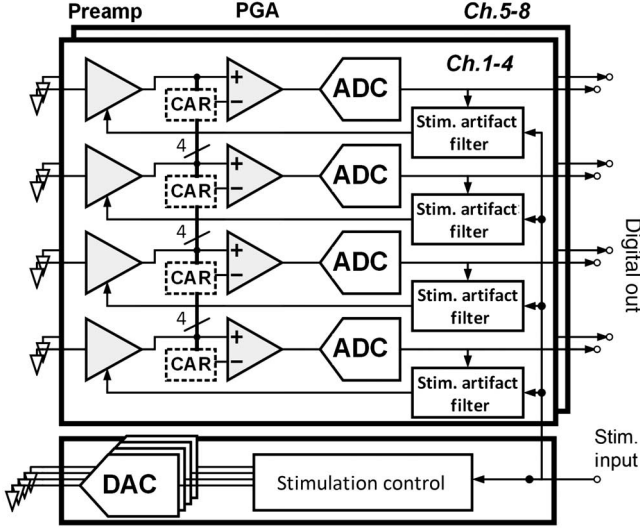 Preamp PGA Ch.5-8
Ch.1-4
+
CAR
−
ADC
Stim. artifact
filter
4
+
CAR
−
ADC
Stim. artifact
filter
4
+
CAR
−
ADC
Stim. artifact
filter
4
+
CAR
−
ADC
Stim. artifact
filter
Digital out
Stim.
input
DAC
Stimulation control